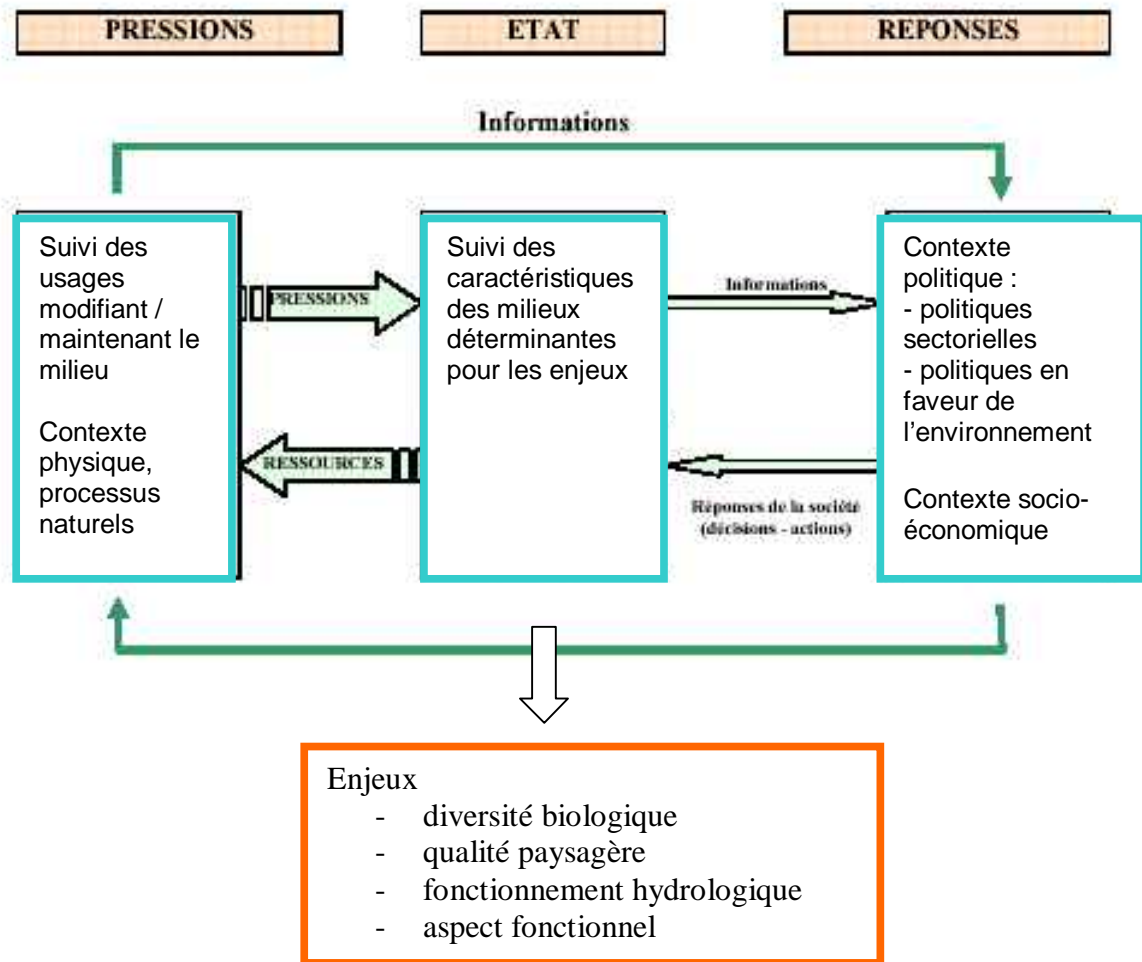 PRESSIONS
ETAT
REPONSES
Informations
Suivi des
usages
modifiant /
maintenant le
milieu
Contexte
physique,
processus
naturels
PRESSIONS
RESSOURCES
Suivi des
caractéristiques
des milieux
déterminantes
pour les enjeux
Informations
Réponses de la société
(décisions - actions)
Contexte
politique :
- politiques
sectorielles
- politiques en
faveur de
l'environnement
Contexte socio-
économique
Enjeux
- diversité biologique
- qualité paysagère
- fonctionnement hydrologique
- aspect fonctionnel